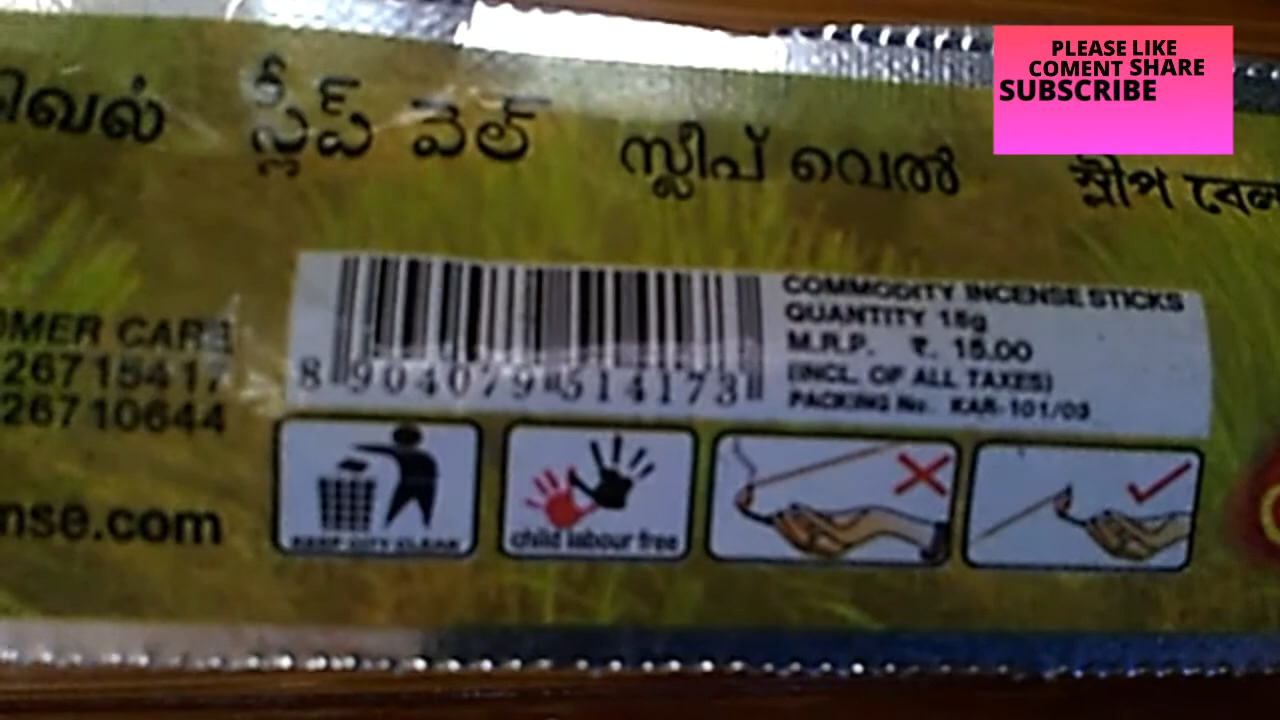 PLEASE LIKE
COMENT SHARE
SUBSCRIBE
స్లీప్ వెల్
സ്ലീപ് വെൽ
স্লীপ বেল
COMMODITY INCENSE STICKS
QUANTITY 15g
M.R.P. ₹. 15.00
(INCL. OF ALL TAXES)
PACKING No. KAR-101/03
8 904079 514173
OMER CARE
26715417
26710644
nse.com
KEEP CITY CLEAN
child labour free